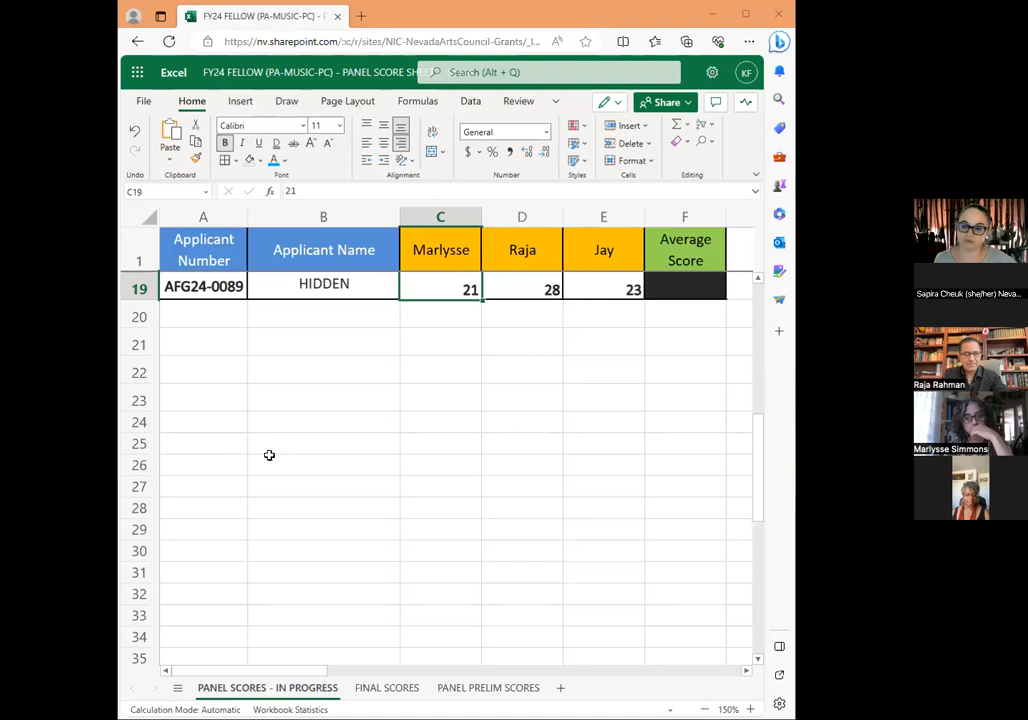 FY24 FELLOW (PA-MUSIC-PC) - F
https://nv.sharepoint.com/:x:/r/sites/NIC-NevadaArtsCouncil-Grants/_l...
Excel
FY24 FELLOW (PA-MUSIC-PC) - PANEL SCORE SHE
Search (Alt + Q)
KF
File
Home
Insert
Draw
Page Layout
Formulas
Data
Review
Share
Paste
Calibri
11
B
I
U
D
ab
A
A
A
ab
General
$
%
Insert
Delete
Format
Undo
Clipboard
Font
Alignment
Number
Styles
Cells
Editing
C19
fx
21
A
B
C
D
E
F
1
Applicant
Number
Applicant Name
Marlysse
Raja
Jay
Average
Score
19
AFG24-0089
HIDDEN
21
28
23
20
21
22
23
24
25
26
27
28
29
30
31
32
33
34
35
PANEL SCORES - IN PROGRESS
FINAL SCORES
PANEL PRELIM SCORES
Calculation Mode: Automatic
Workbook Statistics
150%
Sapira Cheuk (she/her) Neva...
Raja Rahman
Marlysse Simmons